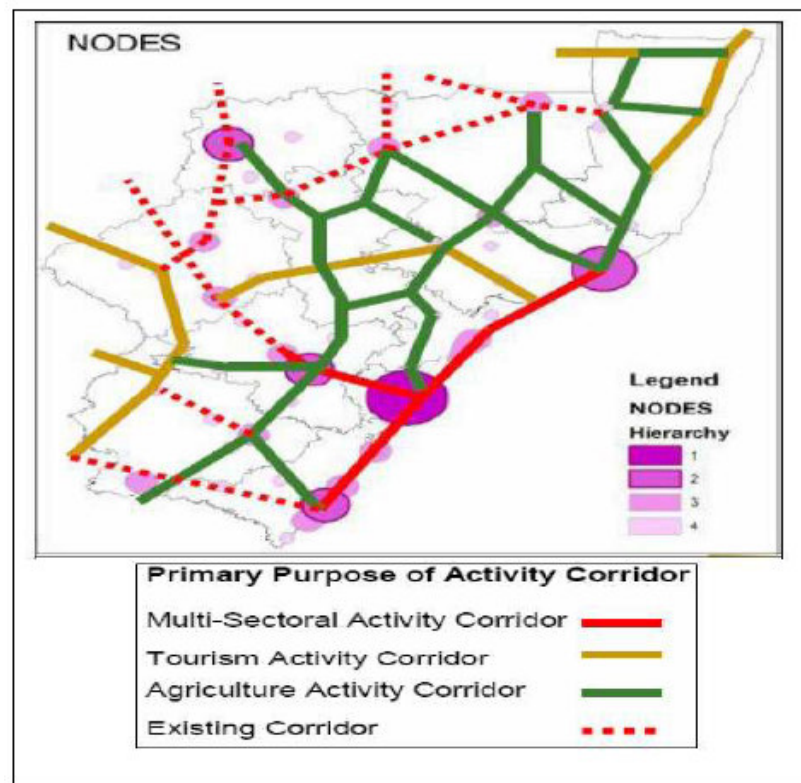 NODES
Legend
NODES
Hierarchy
1
2
3
4
Primary Purpose of Activity Corridor
Multi-Sectoral Activity Corridor
Tourism Activity Corridor
Agriculture Activity Corridor
Existing Corridor